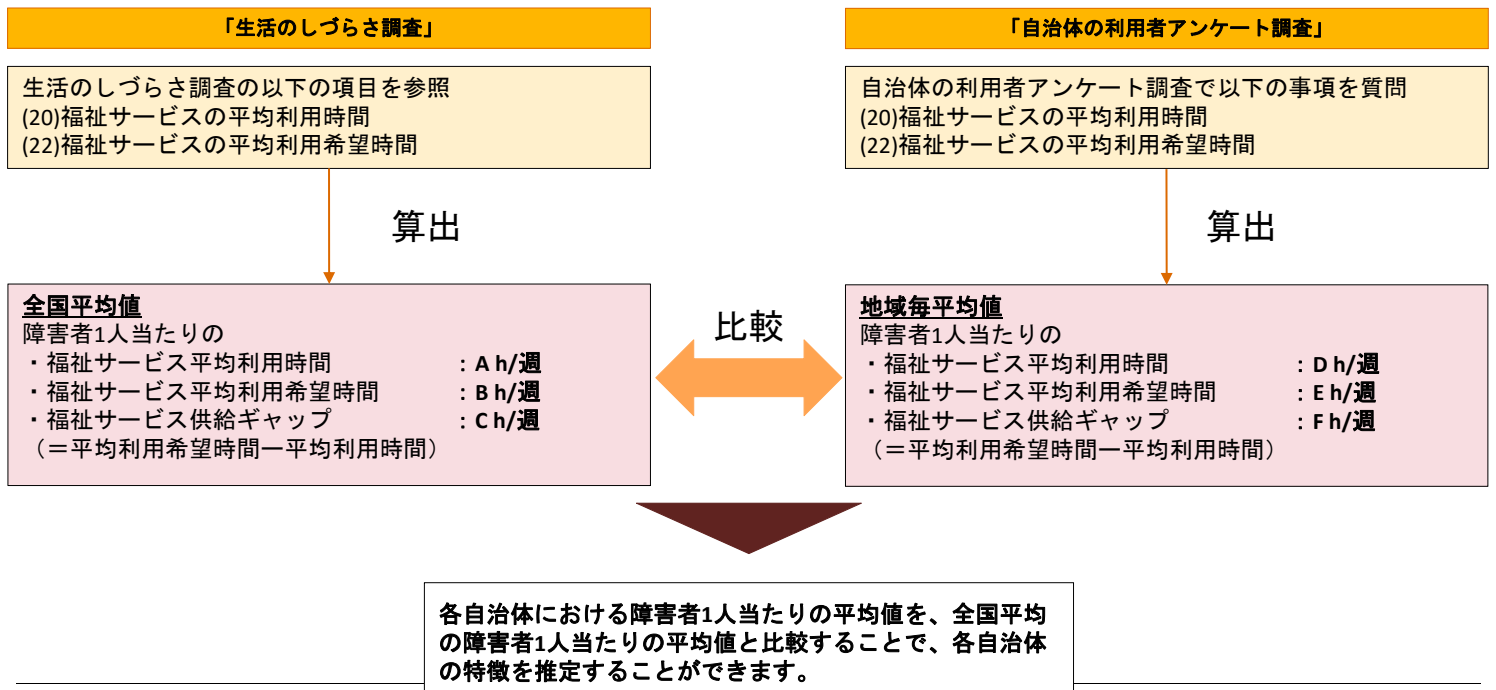 「生活のしづらさ調査」
生活のしづらさ調査の以下の項目を参照
(20)福祉サービスの平均利用時間
(22)福祉サービスの平均利用希望時間
算出
全国平均値
障害者1人当たりの
・福祉サービス平均利用時間 ：A h/週
・福祉サービス平均利用希望時間 ：B h/週
・福祉サービス供給ギャップ ：C h/週
（＝平均利用希望時間ー平均利用時間）
比較
「自治体の利用者アンケート調査」
自治体の利用者アンケート調査で以下の事項を質問
(20)福祉サービスの平均利用時間
(22)福祉サービスの平均利用希望時間
算出
地域毎平均値
障害者1人当たりの
・福祉サービス平均利用時間 ：D h/週
・福祉サービス平均利用希望時間 ：E h/週
・福祉サービス供給ギャップ ：F h/週
（＝平均利用希望時間ー平均利用時間）
各自治体における障害者1人当たりの平均値を、全国平均
の障害者1人当たりの平均値と比較することで、各自治体
の特徴を推定することができます。